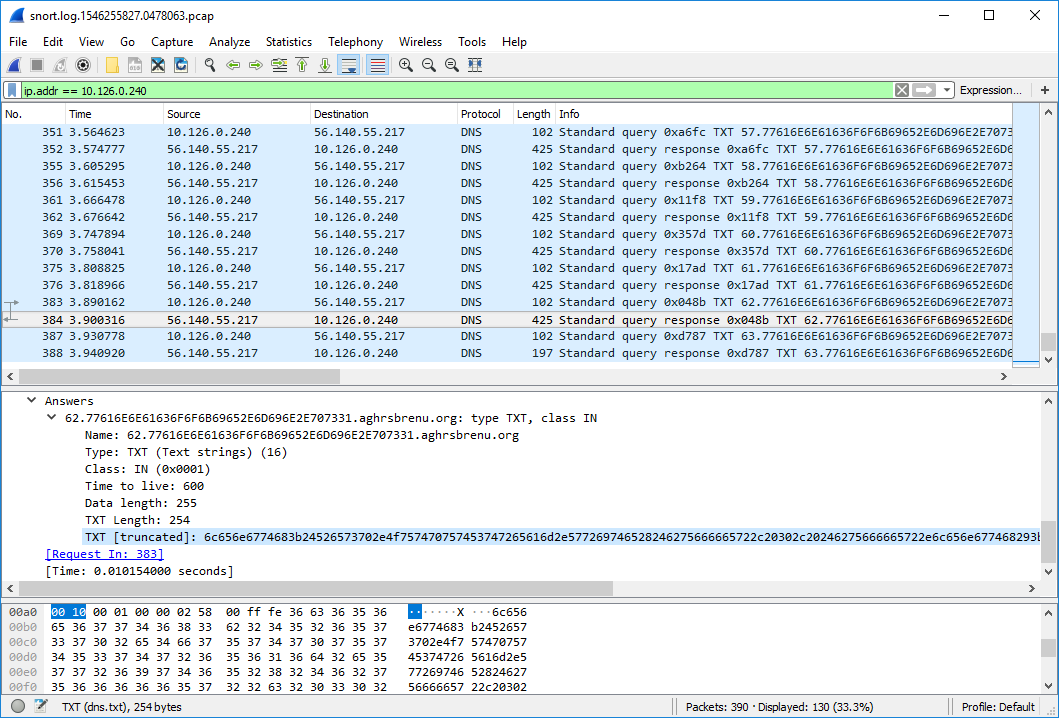 snort.log.1546255827.0478063.pcap
File Edit View Go Capture Analyze Statistics Telephony Wireless Tools Help
ip.addr == 10.126.0.240 Expression... +
No. Time Source Destination Protocol Length Info
351 3.564623 10.126.0.240 56.140.55.217 DNS 102 Standard query 0xa6fc TXT 57.77616E6E61636F6F6B69652E6D696E2E7073
352 3.574777 56.140.55.217 10.126.0.240 DNS 425 Standard query response 0xa6fc TXT 57.77616E6E61636F6F6B69652E6D6
355 3.605295 10.126.0.240 56.140.55.217 DNS 102 Standard query 0xb264 TXT 58.77616E6E61636F6F6B69652E6D696E2E7073
356 3.615453 56.140.55.217 10.126.0.240 DNS 425 Standard query response 0xb264 TXT 58.77616E6E61636F6F6B69652E6D6
361 3.666478 10.126.0.240 56.140.55.217 DNS 102 Standard query 0x11f8 TXT 59.77616E6E61636F6F6B69652E6D696E2E7073
362 3.676642 56.140.55.217 10.126.0.240 DNS 425 Standard query response 0x11f8 TXT 59.77616E6E61636F6F6B69652E6D6
369 3.747894 10.126.0.240 56.140.55.217 DNS 102 Standard query 0x357d TXT 60.77616E6E61636F6F6B69652E6D696E2E7073
370 3.758041 56.140.55.217 10.126.0.240 DNS 425 Standard query response 0x357d TXT 60.77616E6E61636F6F6B69652E6D6
375 3.808825 10.126.0.240 56.140.55.217 DNS 102 Standard query 0x17ad TXT 61.77616E6E61636F6F6B69652E6D696E2E7073
376 3.818966 56.140.55.217 10.126.0.240 DNS 425 Standard query response 0x17ad TXT 61.77616E6E61636F6F6B69652E6D6
383 3.890162 10.126.0.240 56.140.55.217 DNS 102 Standard query 0x048b TXT 62.77616E6E61636F6F6B69652E6D696E2E7073
384 3.900316 56.140.55.217 10.126.0.240 DNS 425 Standard query response 0x048b TXT 62.77616E6E61636F6F6B69652E6D6
387 3.930778 10.126.0.240 56.140.55.217 DNS 102 Standard query 0xd787 TXT 63.77616E6E61636F6F6B69652E6D696E2E7073
388 3.940920 56.140.55.217 10.126.0.240 DNS 197 Standard query response 0xd787 TXT 63.77616E6E61636F6F6B69652E6D6
Answers
62.77616E6E61636F6F6B69652E6D696E2E707331.aghrsbrenu.org: type TXT, class IN
Name: 62.77616E6E61636F6F6B69652E6D696E2E707331.aghrsbrenu.org
Type: TXT (Text strings) (16)
Class: IN (0x0001)
Time to live: 600
Data length: 255
TXT Length: 254
TXT [truncated]: 6c656e6774683b24526573702e4f757470757453747265616d2e577269746528246275666665722c20302c20246275666665722e6c656e677468293b
[Request In: 383]
[Time: 0.010154000 seconds]
00a0 00 10 00 01 00 00 02 58 00 ff fe 36 63 36 35 36 ·······X ···6c656
00b0 65 36 37 37 34 36 38 33 62 32 34 35 32 36 35 37 e6774683 b2452657
00c0 33 37 30 32 65 34 66 37 35 37 34 37 30 37 35 37 3702e4f7 57470757
00d0 34 35 33 37 34 37 32 36 35 36 31 36 64 32 65 35 45374726 5616d2e5
00e0 37 37 32 36 39 37 34 36 35 32 38 32 34 36 32 37 77269746 52824627
00f0 35 36 36 36 36 36 35 37 32 32 63 32 30 33 30 32 56666657 22c20302
TXT (dns.txt), 254 bytes Packets: 390 · Displayed: 130 (33.3%) Profile: Default